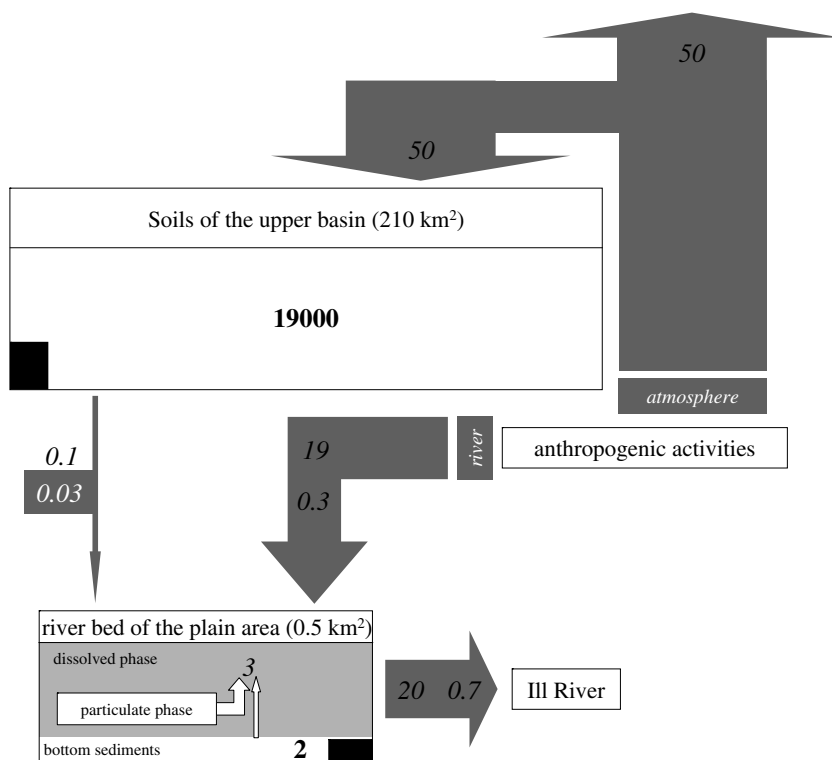 50
50
Soils of the upper basin (210 km²)
19000
atmosphere
river
anthropogenic activities
0.1
0.03
19
0.3
river bed of the plain area (0.5 km²)
dissolved phase
3
particulate phase
bottom sediments 2
20 0.7
Ill River